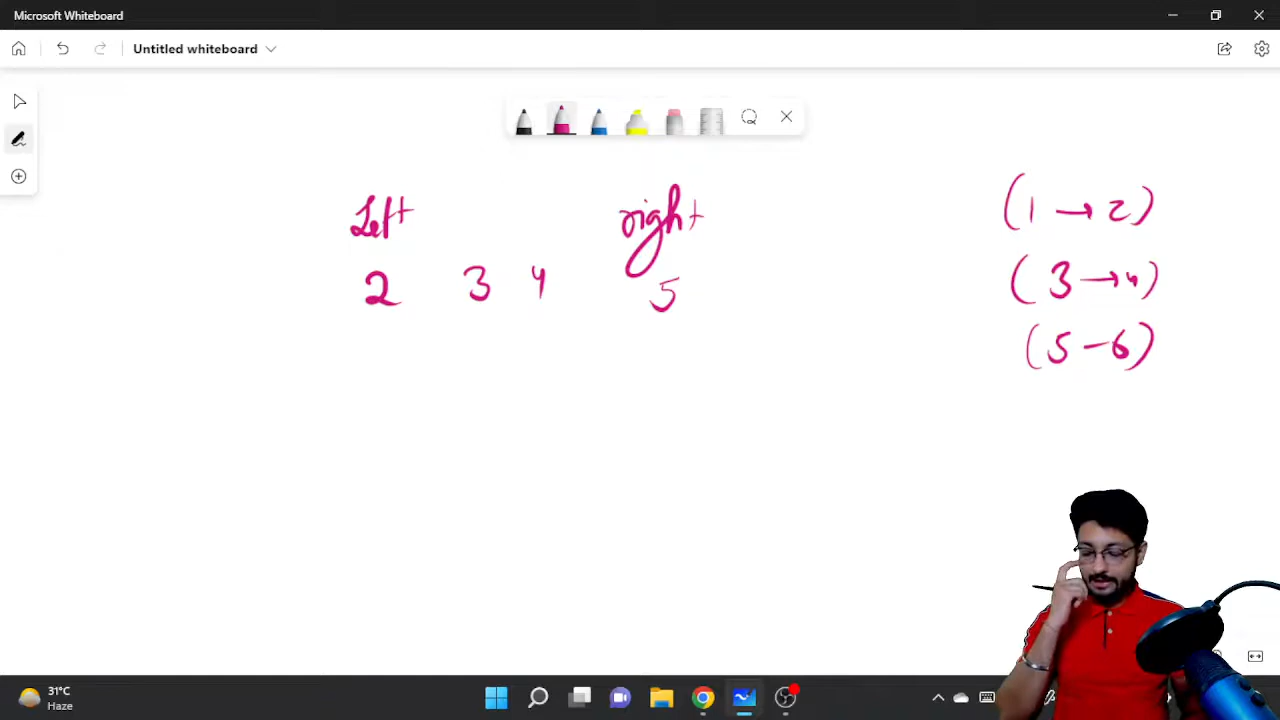 Microsoft Whiteboard
Untitled whiteboard
Left right
2 3 4 5
(1 → 2)
(3 → 4)
(5 - 6)
31°C
Haze